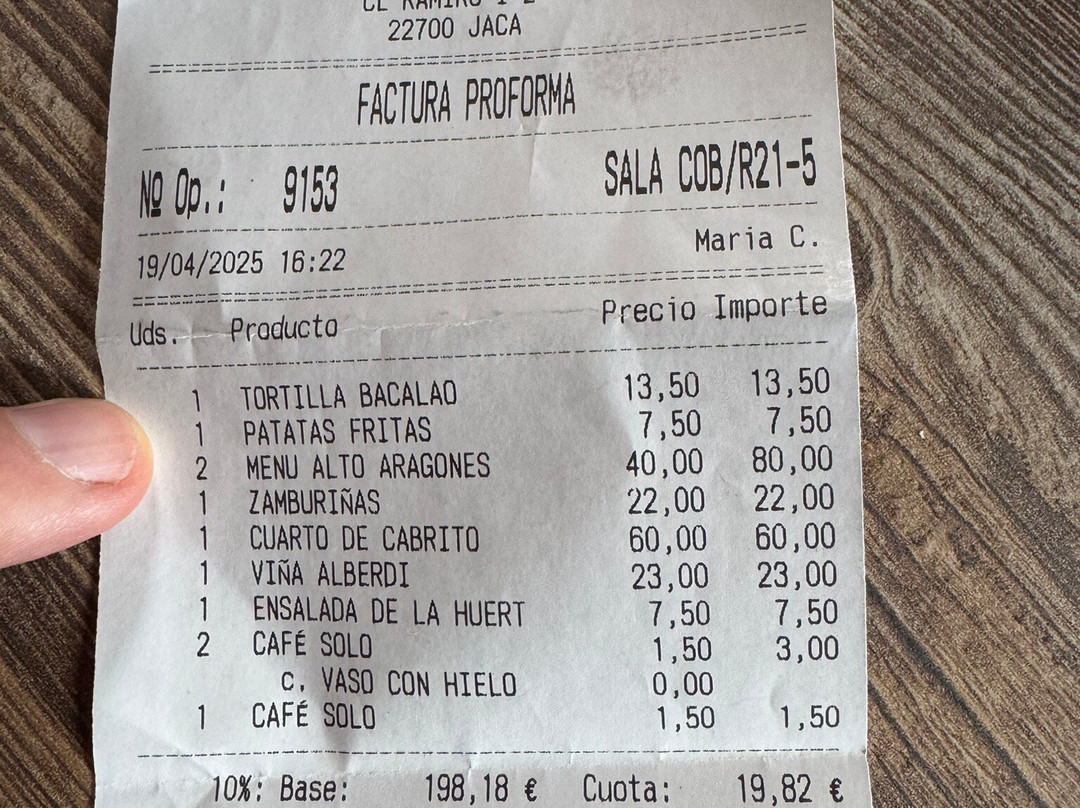 CL RAMIRO I 2
22700 JACA
FACTURA PROFORMA
Nº Op.: 9153 SALA COB/R21-5
19/04/2025 16:22 Maria C.
Uds. Producto Precio Importe
1 TORTILLA BACALAO 13,50 13,50
1 PATATAS FRITAS 7,50 7,50
2 MENU ALTO ARAGONES 40,00 80,00
1 ZAMBURIÑAS 22,00 22,00
1 CUARTO DE CABRITO 60,00 60,00
1 VIÑA ALBERDI 23,00 23,00
1 ENSALADA DE LA HUERT 7,50 7,50
2 CAFÉ SOLO 1,50 3,00
c. VASO CON HIELO 0,00
1 CAFÉ SOLO 1,50 1,50
10%: Base: 198,18 € Cuota: 19,82 €